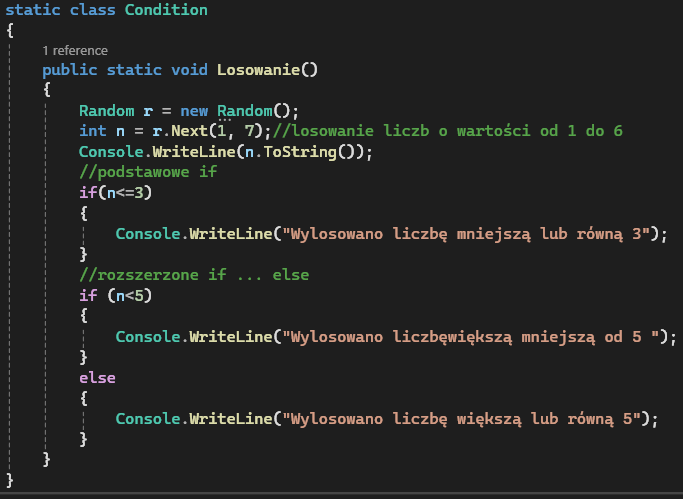 static class Condition
{
1 reference
public static void Losowanie()
{
Random r = new Random();
int n = r.Next(1, 7);//losowanie liczb o wartości od 1 do 6
Console.WriteLine(n.ToString());
//podstawowe if
if(n<=3)
{
Console.WriteLine("Wylosowano liczbę mniejszą lub równą 3");
}
//rozszerzone if ... else
if (n<5)
{
Console.WriteLine("Wylosowano liczbęwiększą mniejszą od 5 ");
}
else
{
Console.WriteLine("Wylosowano liczbę większą lub równą 5");
}
}
}